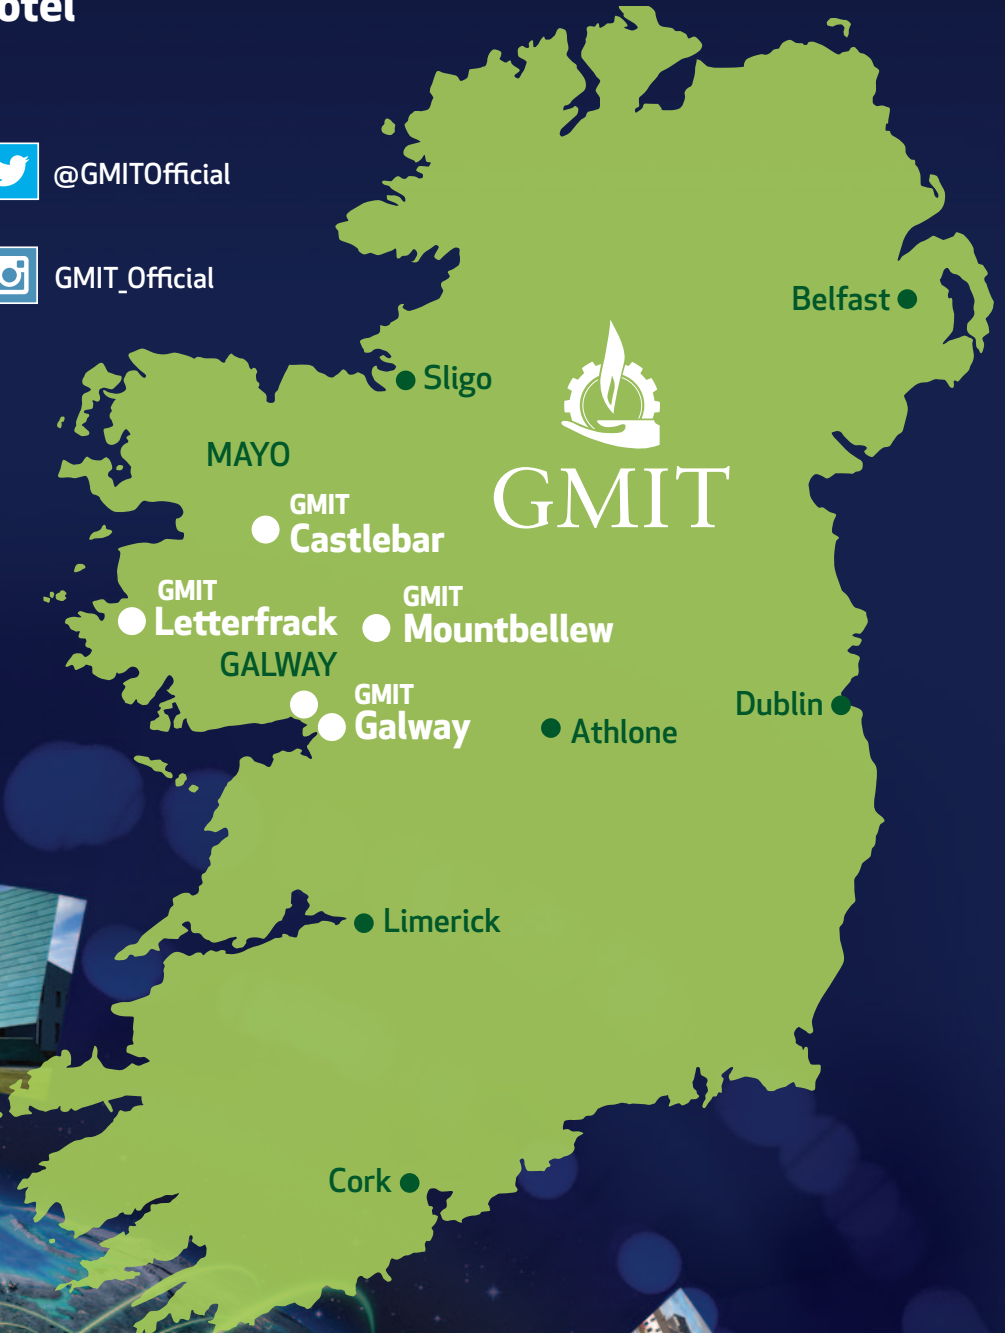 otel
@GMITOfficial
GMIT_Official
Belfast
Sligo
MAYO
GMIT
GMIT
Castlebar
GMIT
Letterfrack
GMIT
Mountbellew
GALWAY
GMIT
Galway
Dublin
Athlone
Limerick
Cork